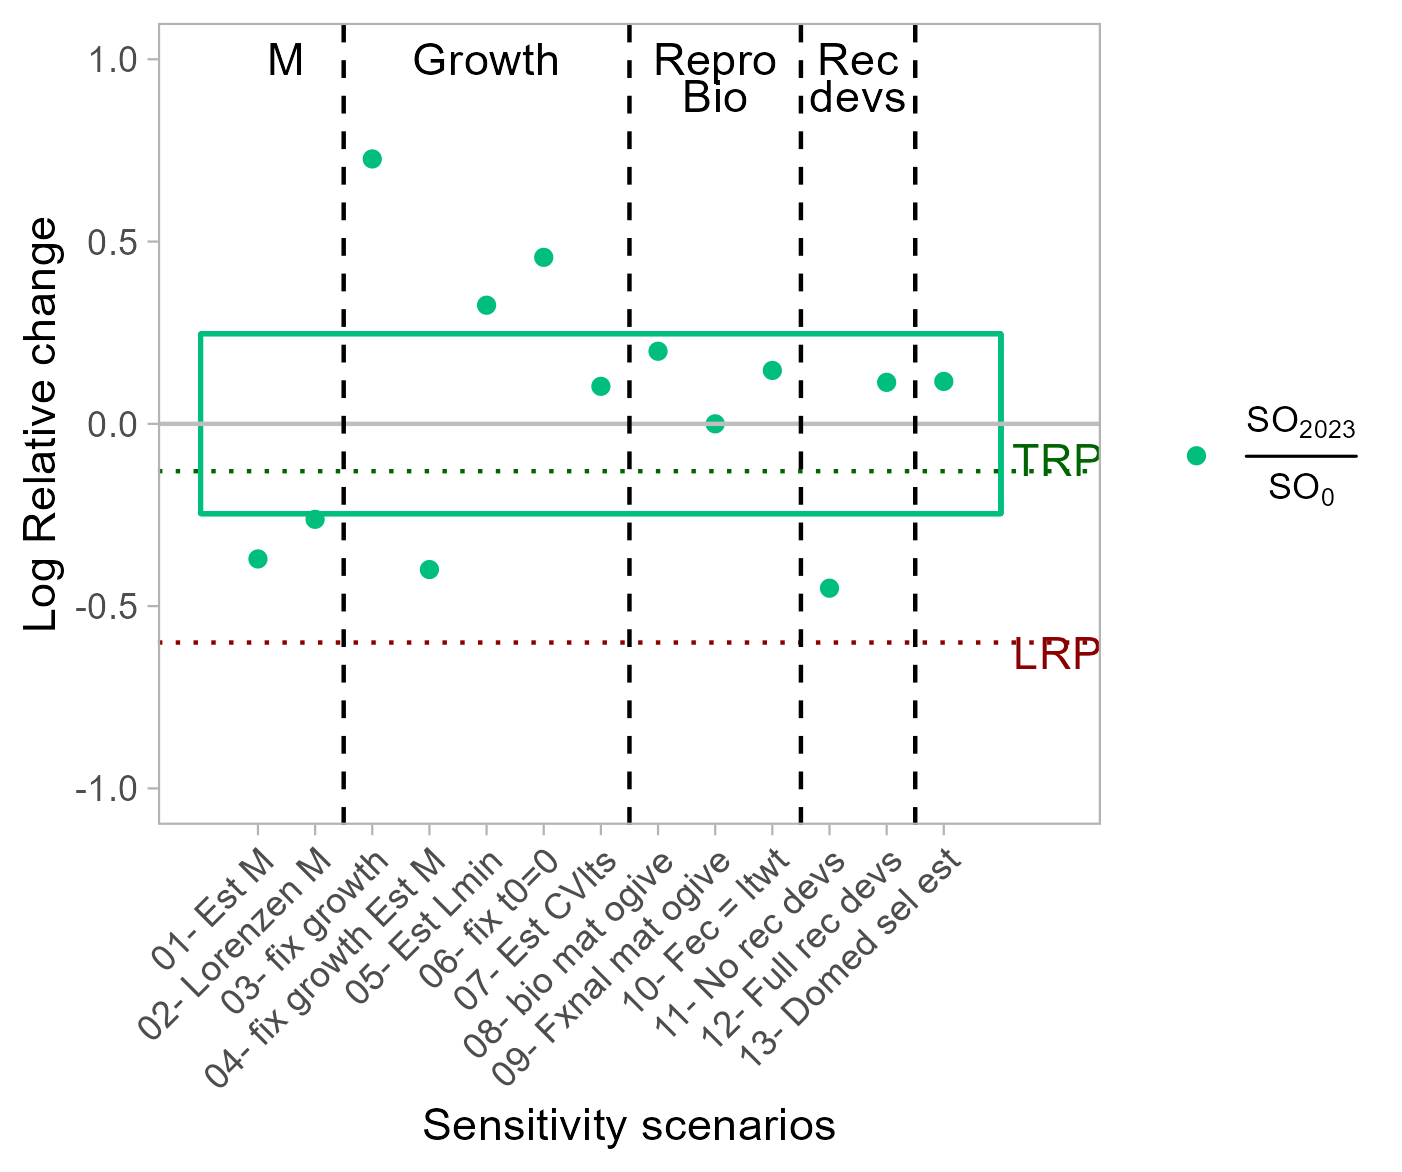 M
Growth
Repro
Bio
Rec
devs
1.0
0.5
0.0
-0.5
-1.0
Log Relative change
TRP
LRP
SO2023
SO0
01- Est M
02- Lorenzen M
03- fix growth
04- fix growth Est M
05- Est Lmin
06- fix t0=0
07- Est CVlts
08- bio mat ogive
09- Fxnal mat ogive
10- Fec = ltwt
11- No rec devs
12- Full rec devs
13- Domed sel est
Sensitivity scenarios